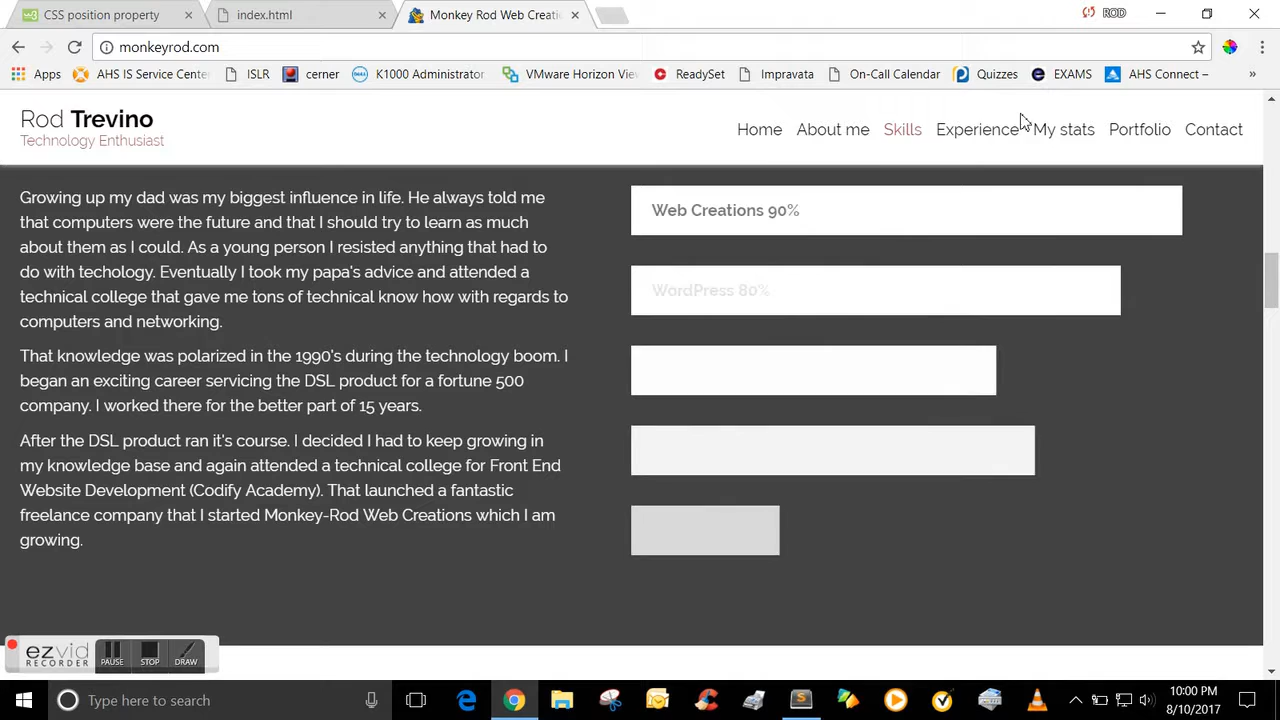 CSS position property
index.html
Monkey Rod Web Creatio
ROD
monkeyrod.com
Apps
AHS IS Service Cente
ISLR
cerner
K1000 Administrator
VMware Horizon Vie
ReadySet
Impravata
On-Call Calendar
Quizzes
EXAMS
AHS Connect –
»
Rod Trevino
Technology Enthusiast
Home
About me
Skills
Experience
My stats
Portfolio
Contact
Growing up my dad was my biggest influence in life. He always told me
that computers were the future and that I should try to learn as much
about them as I could. As a young person I resisted anything that had to
do with techology. Eventually I took my papa's advice and attended a
technical college that gave me tons of technical know how with regards to
computers and networking.
That knowledge was polarized in the 1990's during the technology boom. I
began an exciting career servicing the DSL product for a fortune 500
company. I worked there for the better part of 15 years.
After the DSL product ran it's course. I decided I had to keep growing in
my knowledge base and again attended a technical college for Front End
Website Development (Codify Academy). That launched a fantastic
freelance company that I started Monkey-Rod Web Creations which I am
growing.
Web Creations 90%
WordPress 80%
ezvid
RECORDER
PAUSE
STOP
DRAW
Type here to search
10:00 PM
8/10/2017